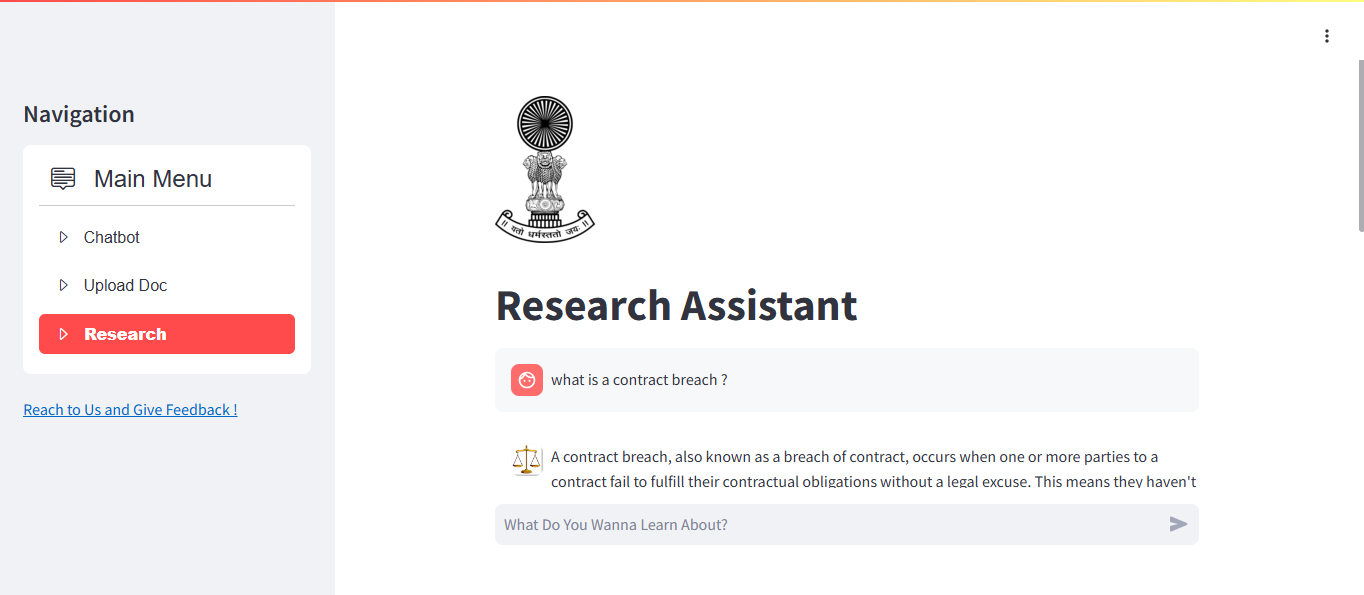 Navigation
Main Menu
Chatbot
Upload Doc
Research
Reach to Us and Give Feedback !
॥ यतो धर्मस्ततो जयः ॥
Research Assistant
what is a contract breach ?
A contract breach, also known as a breach of contract, occurs when one or more parties to a
contract fail to fulfill their contractual obligations without a legal excuse. This means they haven't
What Do You Wanna Learn About?